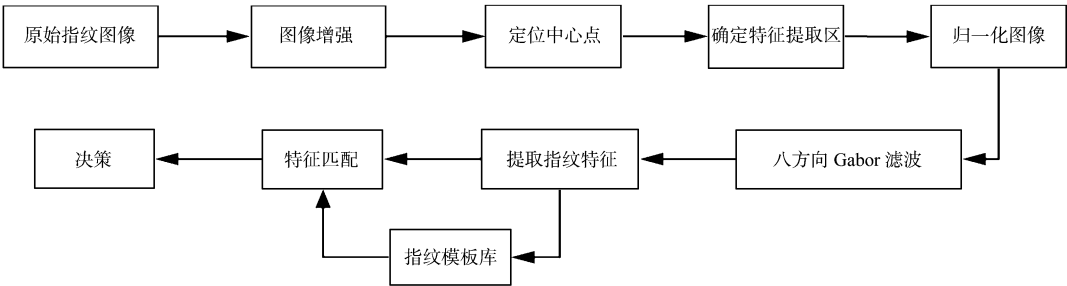 原始指纹图像
图像增强
定位中心点
确定特征提取区
归一化图像
八方向 Gabor 滤波
提取指纹特征
特征匹配
决策
指纹模板库